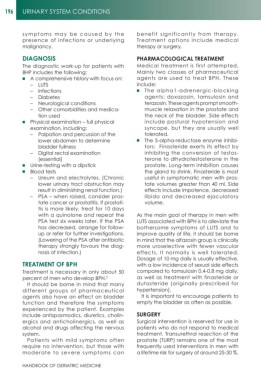 196 URINARY SYSTEM CONDITIONS
symptoms may be caused by the
presence of infections or underlying
malignancy.
DIAGNOSIS
The diagnostic work-up for patients with
BHP includes the following:
● A comprehensive history with focus on:
– LUTS
– Infections
– Diabetes
– Neurological conditions
– Other comorbidities and medica-
tion used
● Physical examination – full physical
examination, including:
– Palpation and percussion of the
lower abdomen to determine
bladder fullness
– Digital rectal examination
(essential)
● Urine-testing with a dipstick
● Blood tests
– Ureum and electrolytes. (Chronic
lower urinary tract obstruction may
result in diminishing renal function.)
– PSA – when raised, consider pros-
tate cancer or prostatitis. If prostati-
tis is more likely, treat for 10 days
with a quinolone and repeat the
PSA test six weeks later. If the PSA
has decreased, arrange for follow-
up or refer for further investigations.
(Lowering of the PSA after antibiotic
therapy strongly favours the diag-
nosis of infection.)
TREATMENT OF BPH
Treatment is necessary in only about 50
percent of men who develop BPH.
It should be borne in mind that many
different groups of pharmaceutical
agents also have an effect on bladder
function and therefore the symptoms
experienced by the patient. Examples
include antispasmodics, diuretics, cholin-
ergics and anticholinergics, as well as
alcohol and drugs affecting the nervous
system.
Patients with mild symptoms often
require no intervention, but those with
moderate to severe symptoms can
benefit significantly from therapy.
Treatment options include medical
therapy or surgery.
PHARMACOLOGICAL TREATMENT
Medical treatment is first attempted.
Mainly two classes of pharmaceutical
agents are used to treat BPH. These
include:
● The alpha1-adrenergic-blocking
agents: doxazosin, tamsulosin and
terazosin. These agents prompt smooth-
muscle relaxation in the prostate and
the neck of the bladder. Side effects
include postural hypotension and
syncope, but they are usually well
tolerated.
● The 5-alpha-reductase enzyme inhibi-
tors: Finasteride exerts its effect by
inhibiting the conversion of testos-
terone to dihydrotestosterone in the
prostate. Long-term inhibition causes
the gland to shrink. Finasteride is most
useful in symptomatic men with pros-
tate volumes greater than 40 ml. Side
effects include impotence, decreased
libido and decreased ejaculatory
volume.
As the main goal of therapy in men with
LUTS associated with BPH is to alleviate the
bothersome symptoms of LUTS and to
improve quality of life, it should be borne
in mind that the alfuzosin group is clinically
more uroselective with fewer vascular
effects. It normally is well tolerated.
Dosage of 10 mg daily is usually effective,
with a low incidence of sexual side effects
compared to tamsulosin 0.4-0.8 mg daily,
as well as treatment with finasteride or
dutasteride (originally prescribed for
hypertension).
It is important to encourage patients to
empty the bladder as often as possible.
SURGERY
Surgical intervention is reserved for use in
patients who do not respond to medical
treatment. Transurethral resection of the
prostate (TURP) remains one of the most
frequently used interventions in men with
a lifetime risk for surgery of around 25-30 %.
HANDBOOK OF GERIATRIC MEDICINE